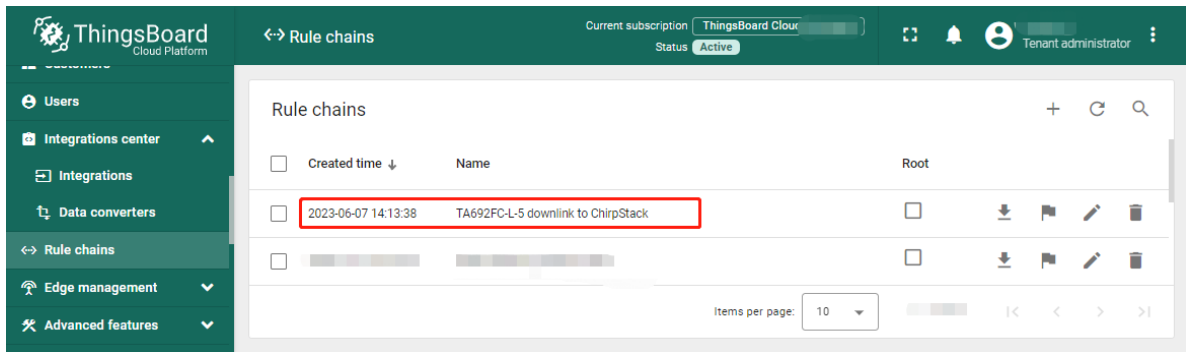 ThingsBoard
Cloud Platform
Rule chains
Current subscription ThingsBoard Cloud
Status Active
Tenant administrator
Customers
Users
Integrations center
Integrations
Data converters
Rule chains
Edge management
Advanced features
Rule chains
Created time Name Root
2023-06-07 14:13:38 TA692FC-L-5 downlink to ChirpStack
Items per page: 10